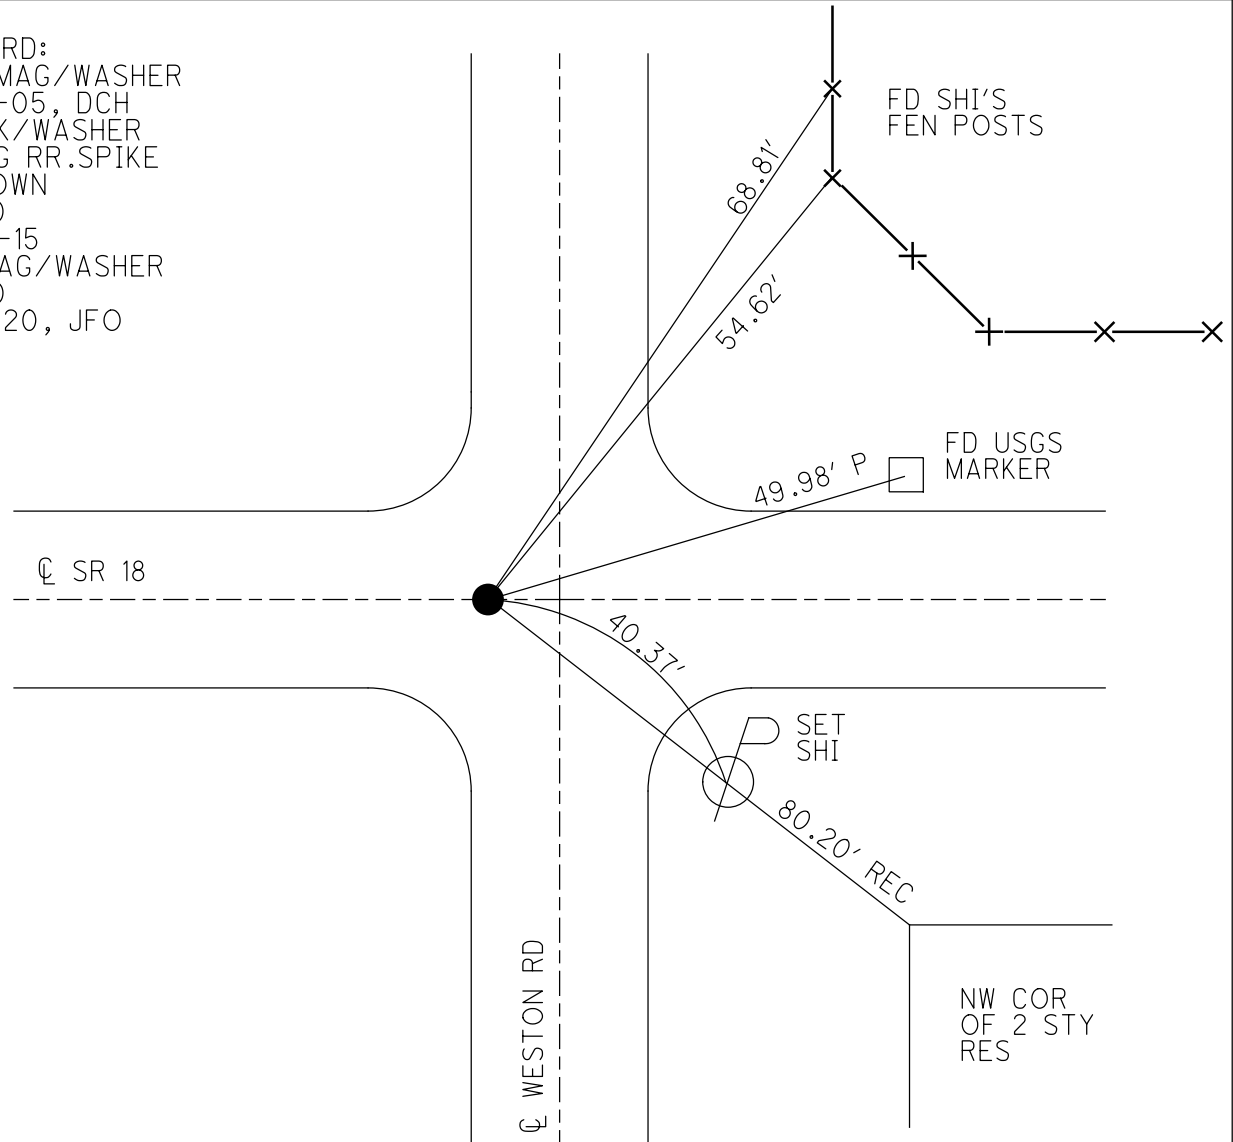 RD:
MAG/WASHER
-05, DCH
X/WASHER
G RR.SPIKE
OWN
-15
AG/WASHER
20, JFO
FD SHI'S
FEN POSTS
68.81'
54.62'
FD USGS
MARKER
49.98' P
℄ SR 18
40.37'
SET
SHI
80.20' REC
℄ WESTON RD
NW COR
OF 2 STY
RES